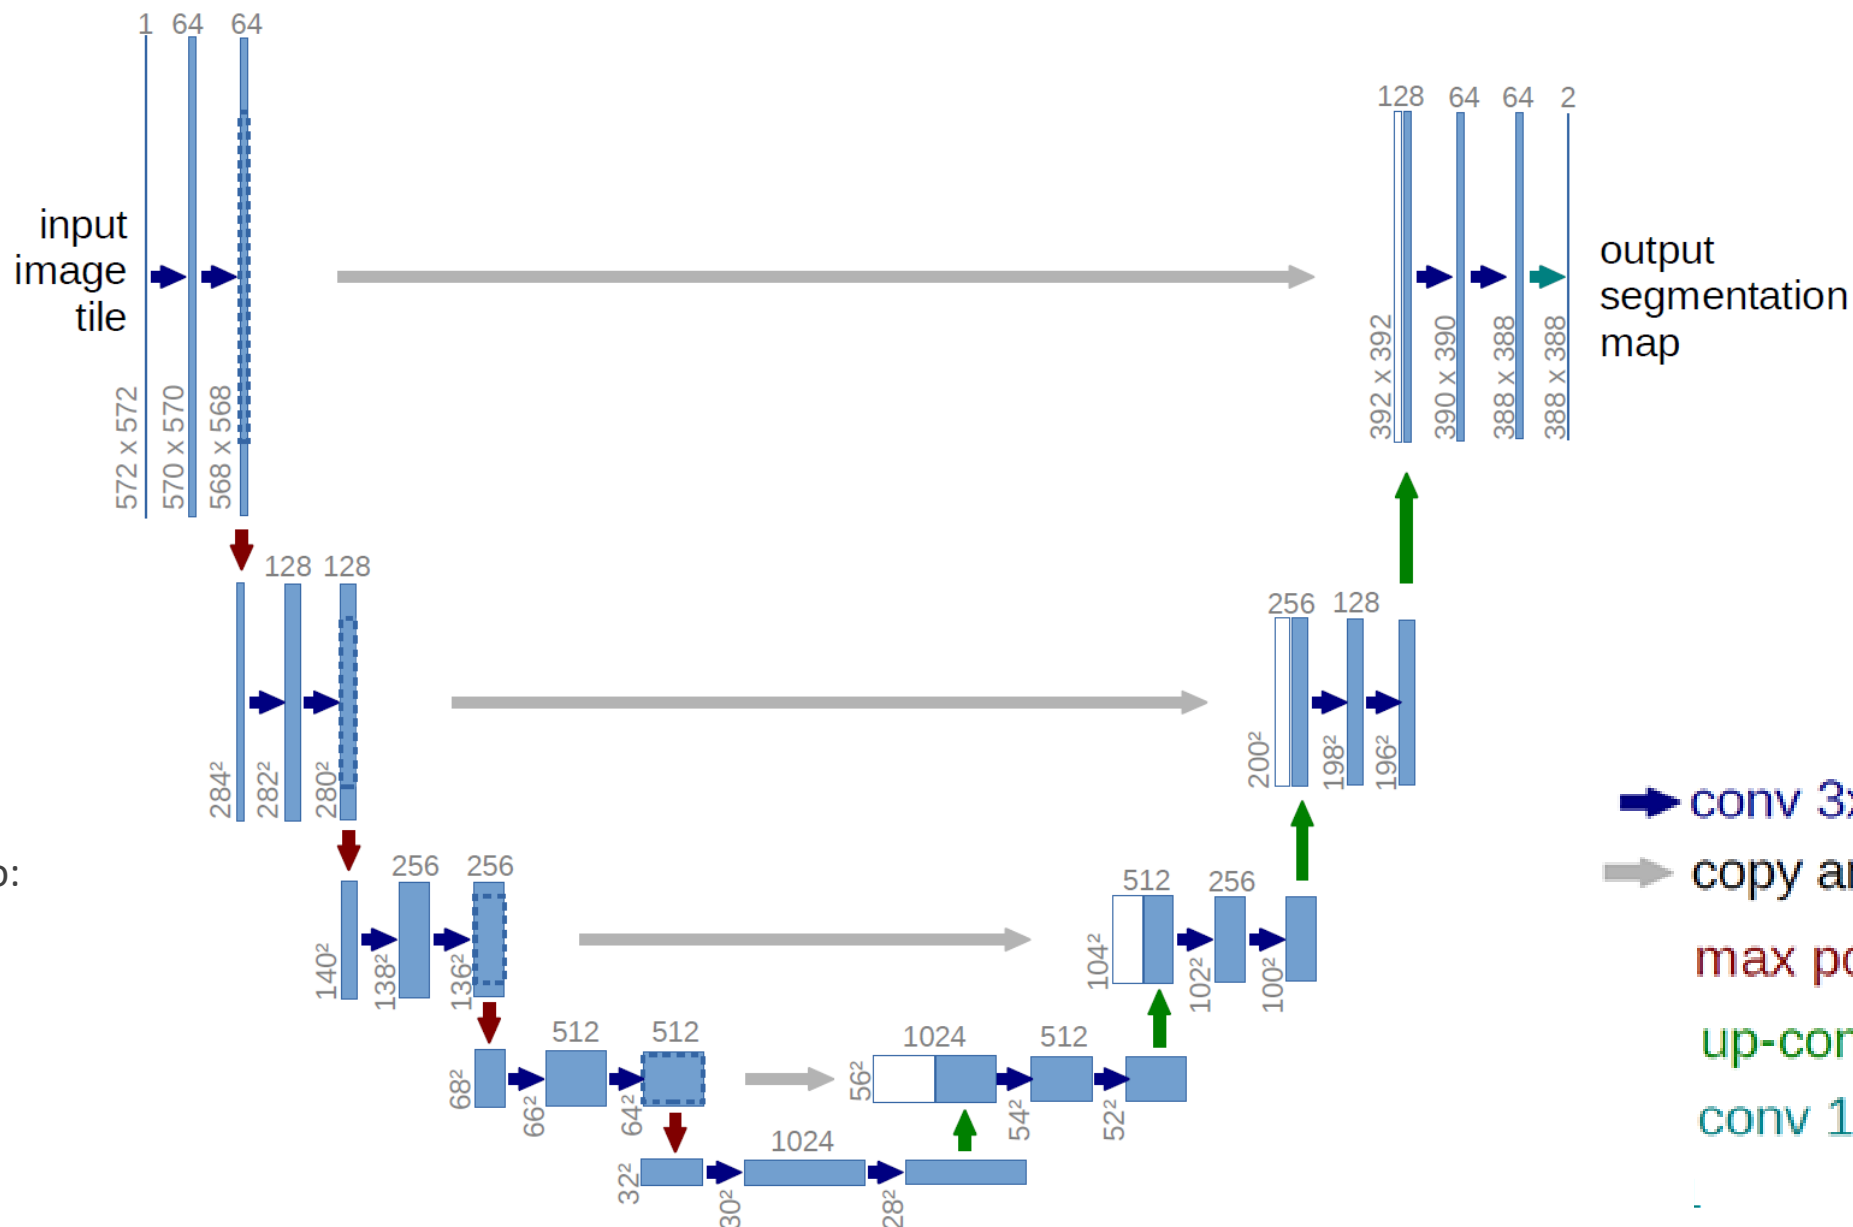 1 64 64
128 64 64 2
input
image
tile
output
segmentation
map
572 x 572
570 x 570
568 x 568
392 x 392
390 x 390
388 x 388
388 x 388
128 128
256 128
284²
282²
280²
200²
198²
196²
256 256
512 256
140²
138²
136²
104²
102²
100²
512 512
1024 512
68²
66²
64²
56²
54²
52²
1024
32²
30²
28²
conv 3
copy
max
conv 1